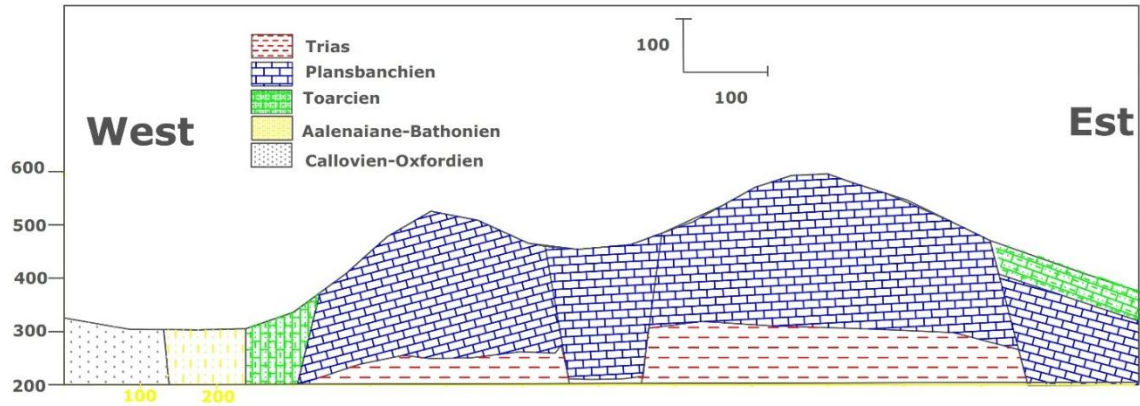 Trias
100
Plansbanchien
100
Toarcien
West
Est
Aalenaiane-Bathonien
Callovien-Oxfordien
600
500
400
300
200
100 200